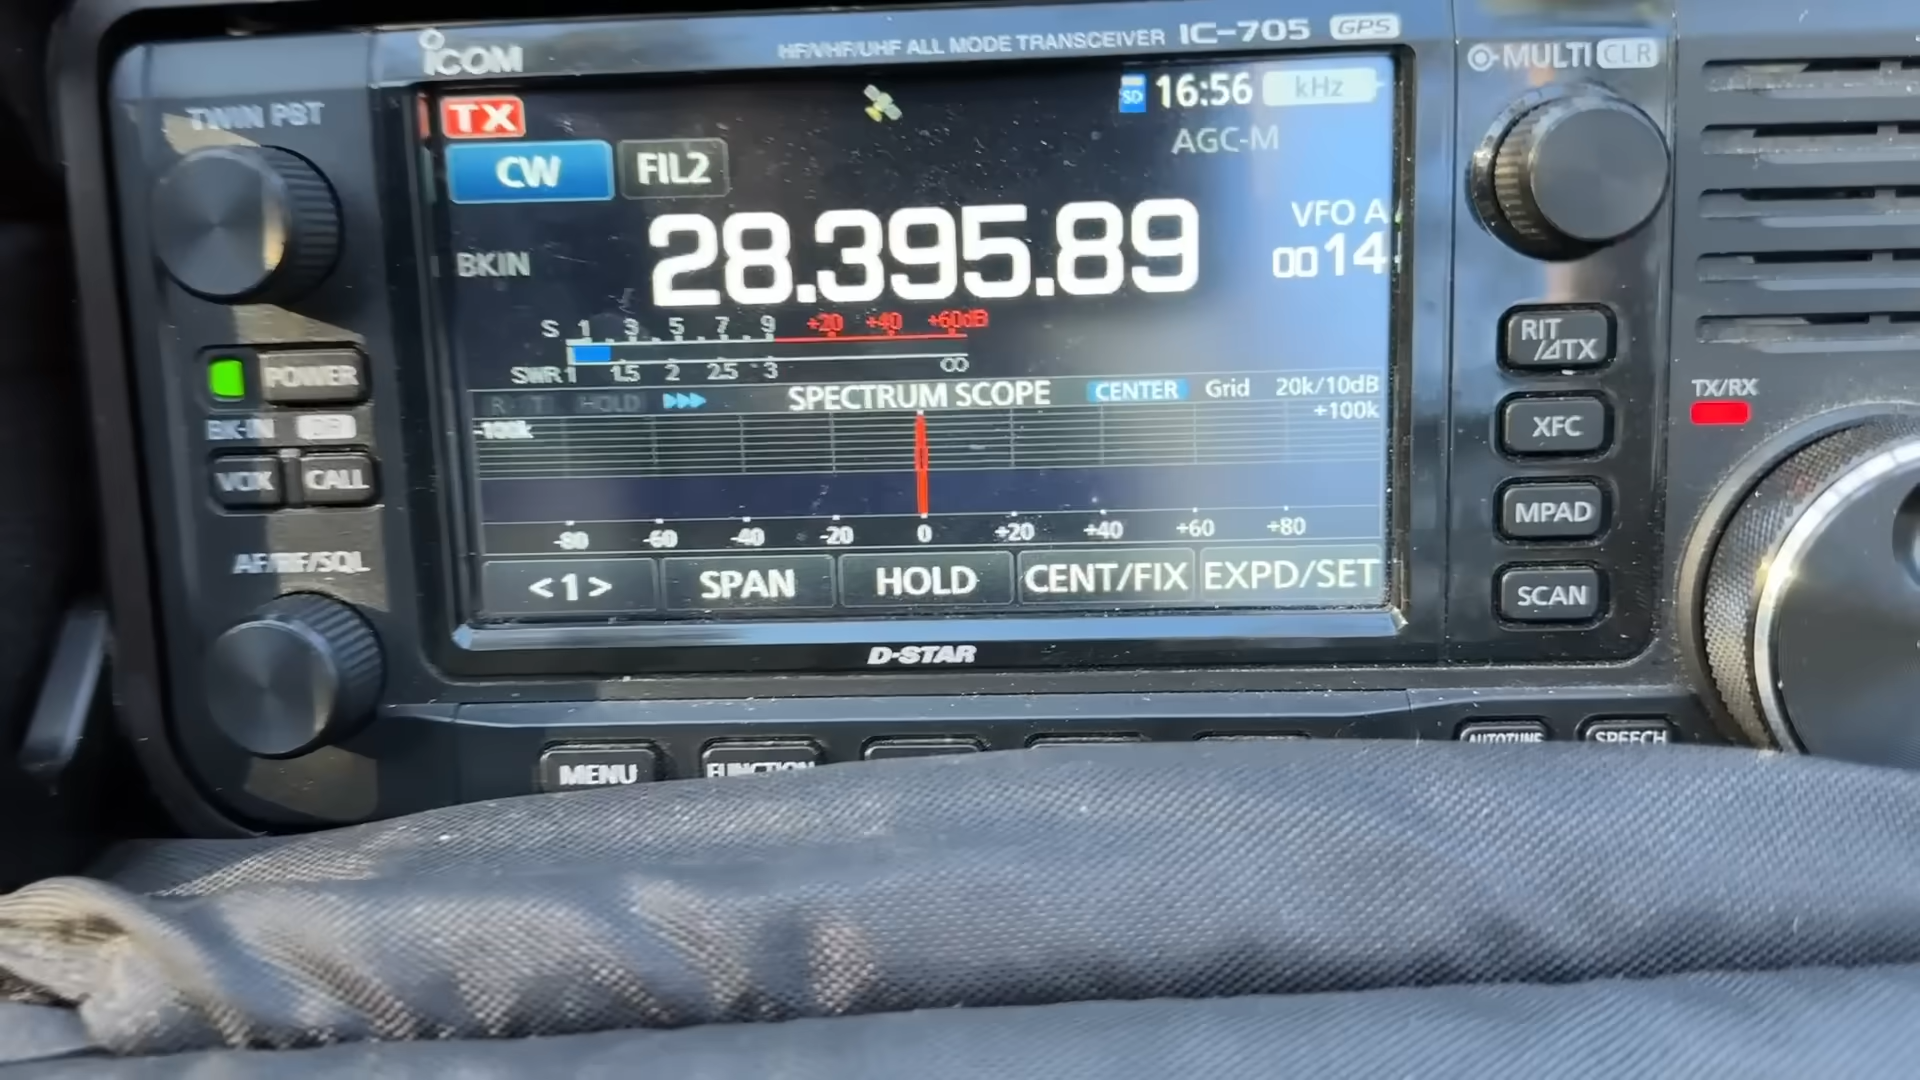 ICOM
HF/VHF/UHF ALL MODE TRANSCEIVER IC-705 GPS
MULTI CLR
TWIN PBT
TX
SD 16:56 kHz
AGC-M
CW FIL2
BKIN 28.395.89
VFO A
0014
S 1 3 5 7 9 +20 +40 +60dB
SWR 1 1.5 2 2.5 3 ∞
HOLD SPECTRUM SCOPE CENTER Grid 20k/10dB
-100k +100k
-80 -60 -40 -20 0 +20 +40 +60 +80
<1> SPAN HOLD CENT/FIX EXPD/SET
D-STAR
POWER
BK-IN
VOX CALL
AF/RF/SQL
RIT
/⊿TX
XFC
MPAD
SCAN
TX/RX
MENU FUNCTION
AUTOTUNE SPEECH